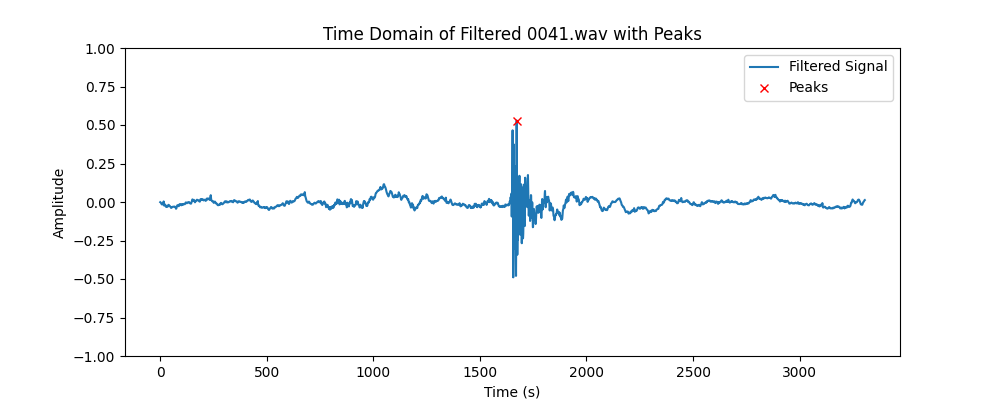 Time Domain of Filtered 0041.wav with Peaks
1.00
0.75
0.50
0.25
0.00
−0.25
−0.50
−0.75
−1.00
Amplitude
Filtered Signal
Peaks
0 500 1000 1500 2000 2500 3000
Time (s)